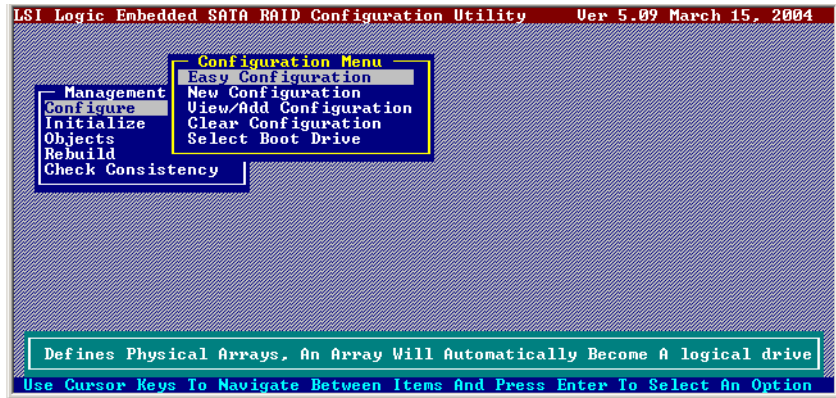 LSI Logic Embedded SATA RAID Configuration Utility Ver 5.09 March 15, 2004
Configuration Menu
Easy Configuration
New Configuration
View/Add Configuration
Clear Configuration
Select Boot Drive
Management
Configure
Initialize
Objects
Rebuild
Check Consistency
Defines Physical Arrays, An Array Will Automatically Become A logical drive
Use Cursor Keys To Navigate Between Items And Press Enter To Select An Option